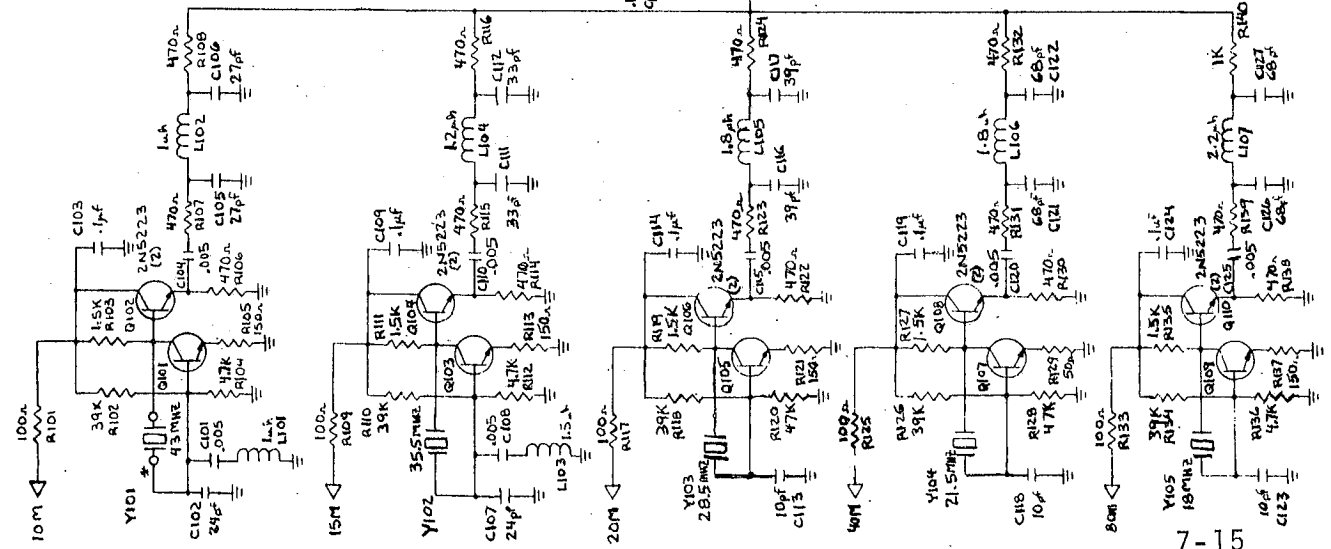 10M
100Ω
R101
39K
R102
1.5K
R103
Q102
C103
.1µf
2N5223
(2)
Q101
Y101
*
43MHZ
C101
.005
1uh
L101
C102
24pf
4.7K
R104
R105
150Ω
C104
.005
470Ω
R106
470Ω
R107
C105
27pf
1uh
L102
C106
27pf
470Ω
R108
15M
100Ω
R109
R110
39K
R111
1.5K
Q104
C109
.1µf
2N5223
(2)
Q103
Y102
35.5MHZ
.005
C108
1.5
L103
C107
24pf
4.7K
R112
R113
150Ω
C110
.005
470Ω
R114
470Ω
R115
C111
33pf
1.2µh
L104
C112
33pf
470Ω
R116
20M
100Ω
R117
39K
R118
R119
1.5K
Q106
C114
.1µf
2N5223
(2)
Q105
Y103
28.5MHZ
10pf
C113
R120
47K
R121
150Ω
C115
.005
470Ω
R122
470Ω
R123
C116
39pf
1.8µh
L105
C117
39pf
470Ω
R124
40M
100Ω
R125
R126
39K
R127
1.5K
Q108
C119
.1µf
2N5223
(2)
Q107
Y104
21.5MHZ
C118
10pf
R128
47K
R129
50Ω
.005
C120
470Ω
R130
470Ω
R131
68pf
C121
1.8uh
L106
68pf
C122
470Ω
R132
80M
100Ω
R133
39K
R134
1.5K
R135
Q110
.1µf
C124
2N5223
(2)
Q109
Y105
18MHZ
10pf
C123
R136
4.7K
R137
150Ω
C125
.005
470Ω
R138
470Ω
R139
C126
68pf
2.2µh
L107
C127
68pf
1K
R140
7-15